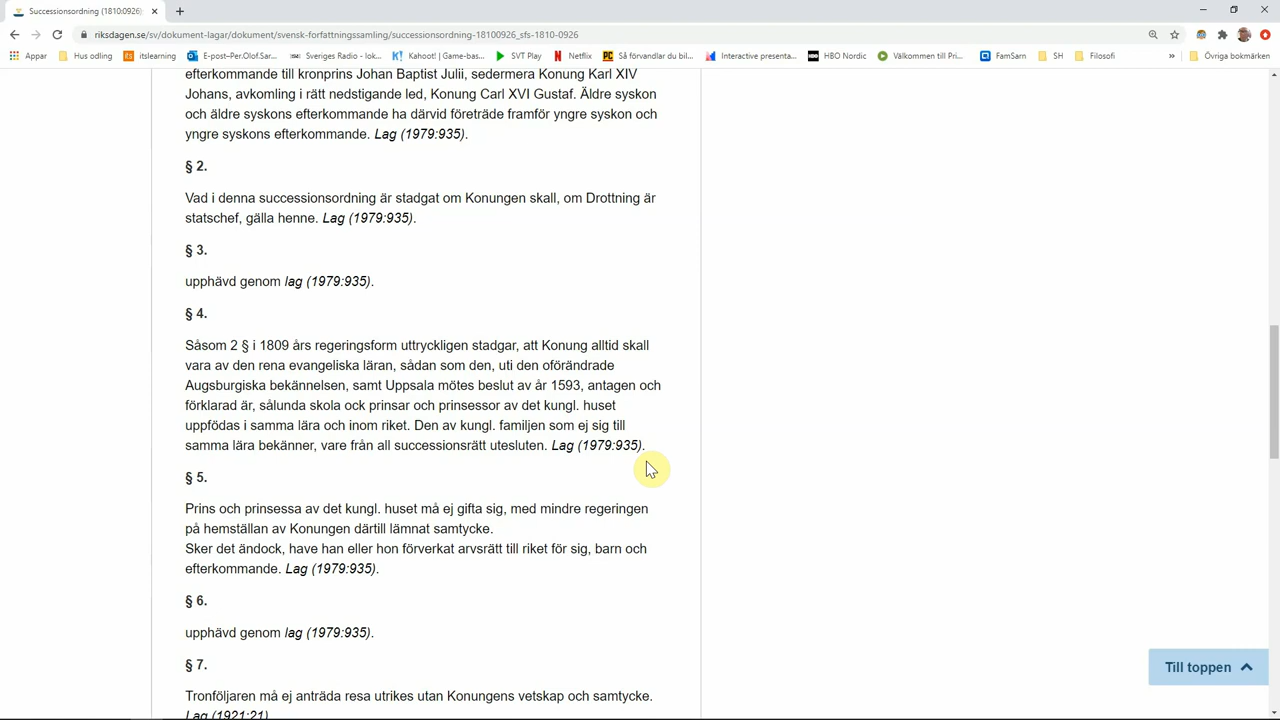 Successionsordning (1810:0926)
riksdagen.se/sv/dokument-lagar/dokument/svensk-forfattningssamling/successionsordning-18100926_sfs-1810-0926
Appar Hus odling itslearning E-post–Per.Olof.Sar... Sveriges Radio - lok... Kahoot! | Game-bas... SVT Play Netflix Så förvandlar du bil... Interactive presenta... HBO Nordic Välkommen till Pri... FamSarn SH Filosofi » Övriga bokmärken
efterkommande till kronprins Johan Baptist Julii, sedermera Konung Karl XIV
Johans, avkomling i rätt nedstigande led, Konung Carl XVI Gustaf. Äldre syskon
och äldre syskons efterkommande ha därvid företräde framför yngre syskon och
yngre syskons efterkommande. Lag (1979:935).
§ 2.
Vad i denna successionsordning är stadgat om Konungen skall, om Drottning är
statschef, gälla henne. Lag (1979:935).
§ 3.
upphävd genom lag (1979:935).
§ 4.
Såsom 2 § i 1809 års regeringsform uttryckligen stadgar, att Konung alltid skall
vara av den rena evangeliska läran, sådan som den, uti den oförändrade
Augsburgiska bekännelsen, samt Uppsala mötes beslut av år 1593, antagen och
förklarad är, sålunda skola ock prinsar och prinsessor av det kungl. huset
uppfödas i samma lära och inom riket. Den av kungl. familjen som ej sig till
samma lära bekänner, vare från all successionsrätt utesluten. Lag (1979:935).
§ 5.
Prins och prinsessa av det kungl. huset må ej gifta sig, med mindre regeringen
på hemställan av Konungen därtill lämnat samtycke.
Sker det ändock, have han eller hon förverkat arvsrätt till riket för sig, barn och
efterkommande. Lag (1979:935).
§ 6.
upphävd genom lag (1979:935).
§ 7.
Tronföljaren må ej anträda resa utrikes utan Konungens vetskap och samtycke.
Lag (1921:21).
Till toppen